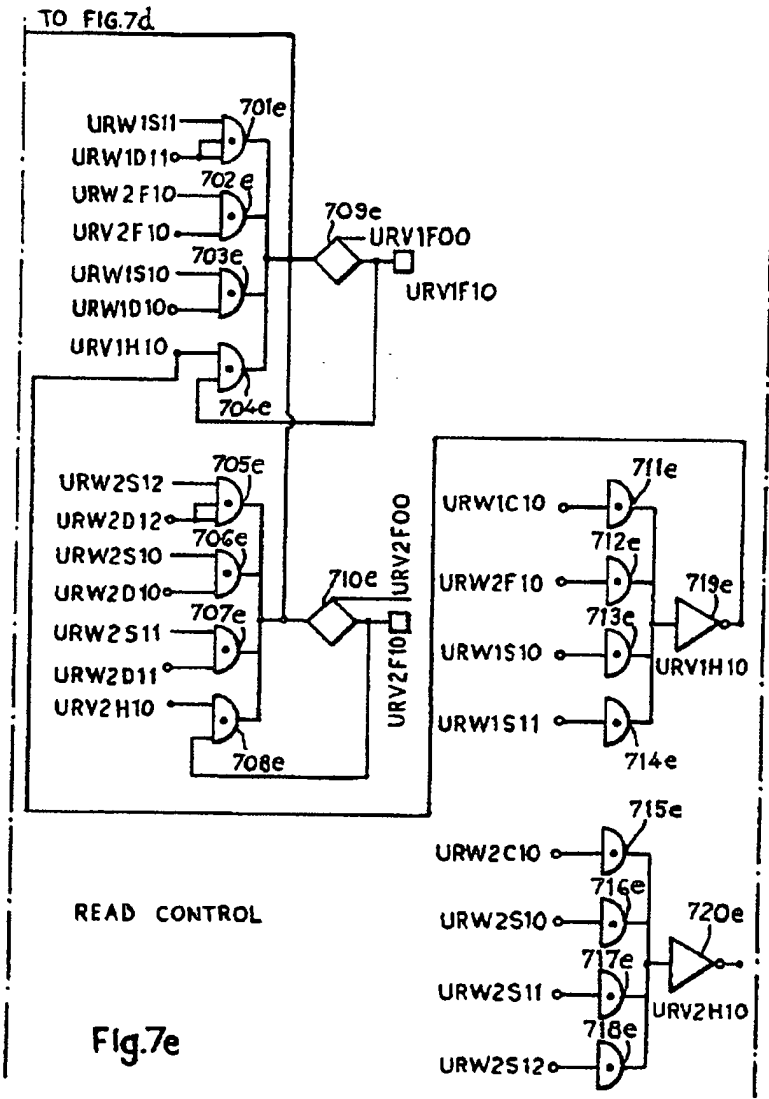 TO FIG.7d
701e
URW1S11
URW1D11
702e
URW2F10
URV2F10
709e
URV1F00
703e
URW1S10
URW1D10
URV1F10
URV1H10
704e
705e
URW2S12
URW2D12
706e
URW2S10
URW2D10
710e
URV2F00
707e
URW2S11
URW2D11
URV2F10
URV2H10
708e
711e
URW1C10
712e
URW2F10
719e
713e
URW1S10
URV1H10
URW1S11
714e
715e
URW2C10
716e
URW2S10
720e
717e
URW2S11
URV2H10
718e
URW2S12
READ CONTROL
Fig.7e